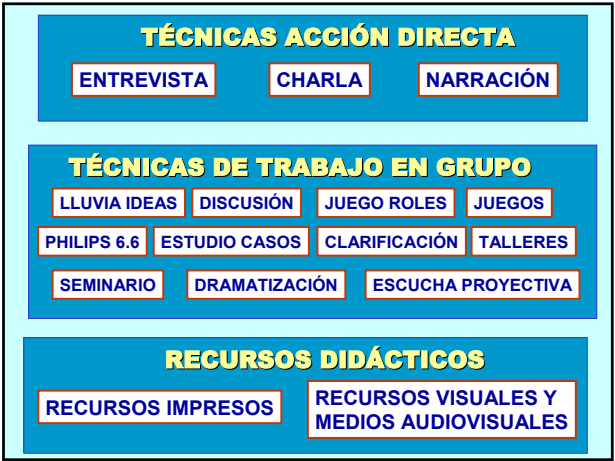 TÉCNICAS ACCIÓN DIRECTA
ENTREVISTA
CHARLA
NARRACIÓN
TÉCNICAS DE TRABAJO EN GRUPO
LLUVIA IDEAS
DISCUSIÓN
JUEGO ROLES
JUEGOS
PHILIPS 6.6
ESTUDIO CASOS
CLARIFICACIÓN
TALLERES
SEMINARIO
DRAMATIZACIÓN
ESCUCHA PROYECTIVA
RECURSOS DIDÁCTICOS
RECURSOS IMPRESOS
RECURSOS VISUALES Y
MEDIOS AUDIOVISUALES